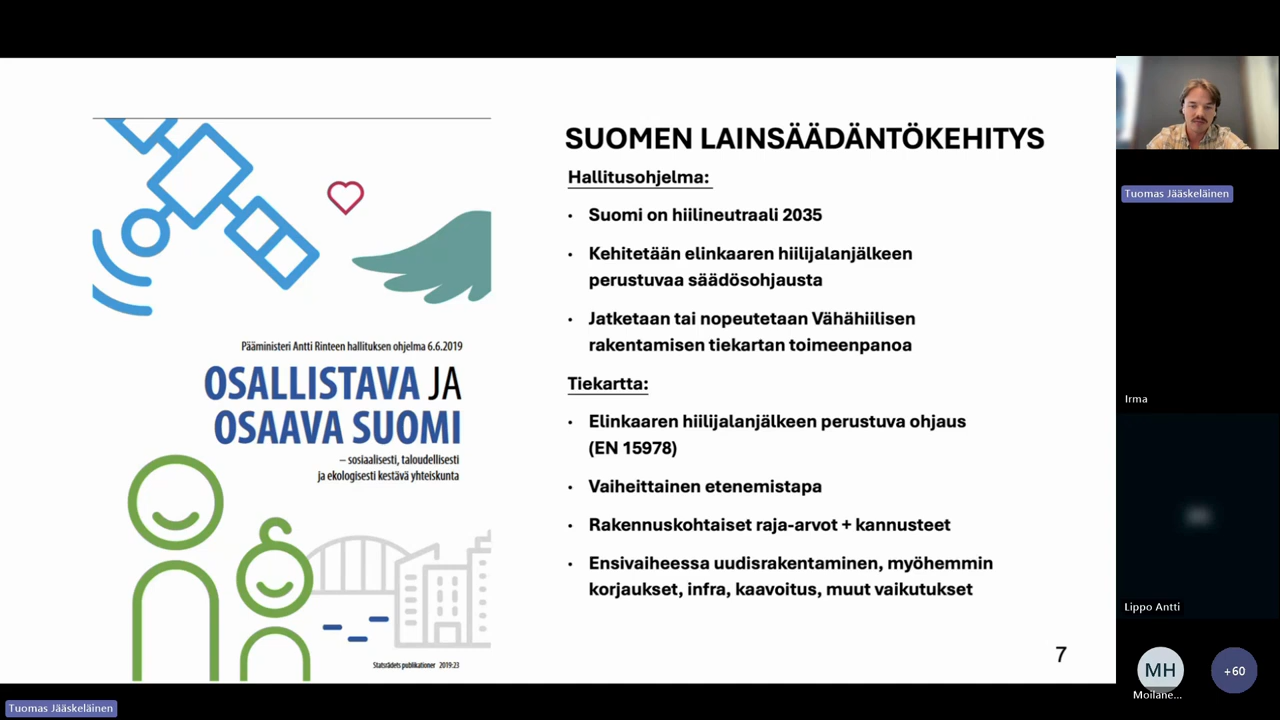 Pääministeri Antti Rinteen hallituksen ohjelma 6.6.2019
OSALLISTAVA JA
OSAAVA SUOMI
– sosiaalisesti, taloudellisesti
ja ekologisesti kestävä yhteiskunta
Statsrådets publikationer 2019:23
SUOMEN LAINSÄÄDÄNTÖKEHITYS
Hallitusohjelma:
• Suomi on hiilineutraali 2035
• Kehitetään elinkaaren hiilijalanjälkeen
perustuvaa säädösohjausta
• Jatketaan tai nopeutetaan Vähähiilisen
rakentamisen tiekartan toimeenpanoa
Tiekartta:
• Elinkaaren hiilijalanjälkeen perustuva ohjaus
(EN 15978)
• Vaiheittainen etenemistapa
• Rakennuskohtaiset raja-arvot + kannusteet
• Ensivaiheessa uudisrakentaminen, myöhemmin
korjaukset, infra, kaavoitus, muut vaikutukset
7
Tuomas Jääskeläinen
Irma
Lippo Antti
MH
Moilane...
+60
Tuomas Jääskeläinen